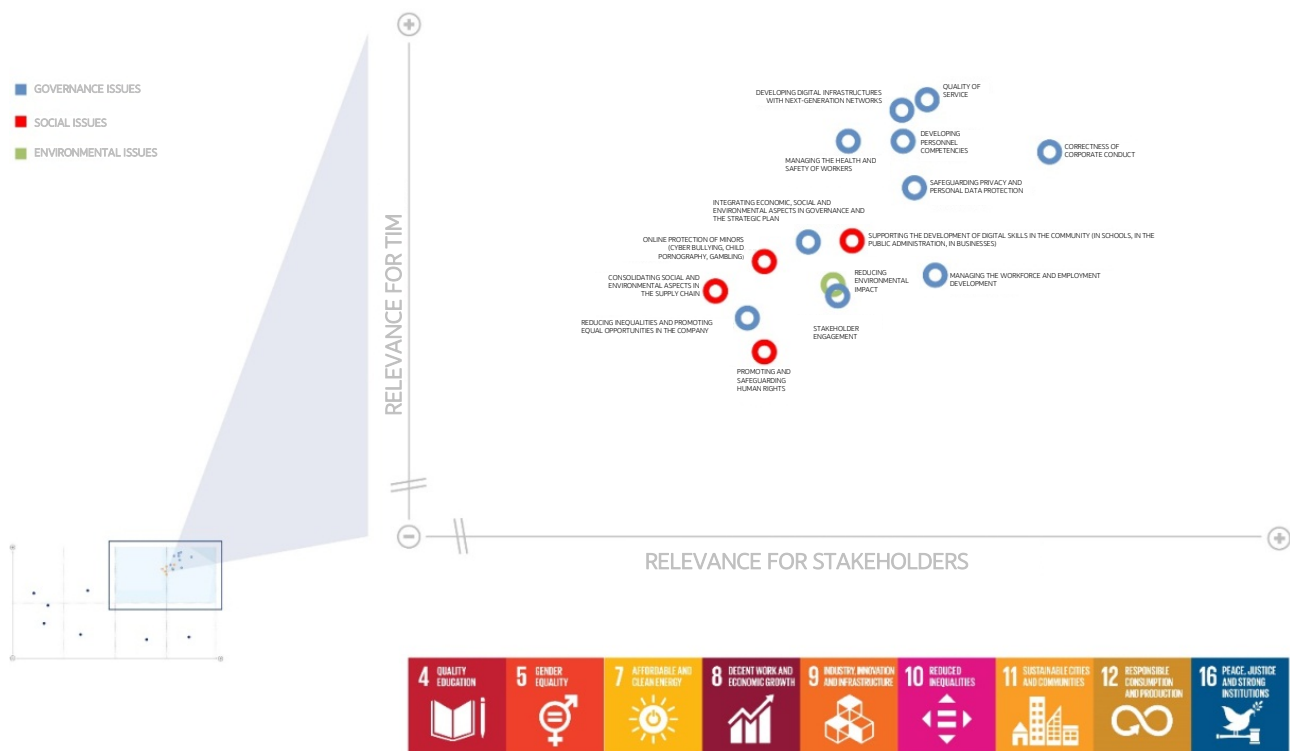 GOVERNANCE ISSUES
SOCIAL ISSUES
ENVIRONMENTAL ISSUES
RELEVANCE FOR TIM
QUALITY OF
SERVICE
DEVELOPING DIGITAL INFRASTRUCTURES
WITH NEXT-GENERATION NETWORKS
DEVELOPING
PERSONNEL
COMPETENCIES
CORRECTNESS OF
CORPORATE CONDUCT
MANAGING THE HEALTH AND
SAFETY OF WORKERS
SAFEGUARDING PRIVACY AND
PERSONAL DATA PROTECTION
INTEGRATING ECONOMIC, SOCIAL AND
ENVIRONMENTAL ASPECTS IN GOVERNANCE AND
THE STRATEGIC PLAN
SUPPORTING THE DEVELOPMENT OF DIGITAL SKILLS IN THE COMMUNITY (IN SCHOOLS, IN THE
PUBLIC ADMINISTRATION, IN BUSINESSES)
ONLINE PROTECTION OF MINORS
(CYBER BULLYING, CHILD
PORNOGRAPHY, GAMBLING)
CONSOLIDATING SOCIAL AND
ENVIRONMENTAL ASPECTS IN
THE SUPPLY CHAIN
REDUCING
ENVIRONMENTAL
IMPACT
MANAGING THE WORKFORCE AND EMPLOYMENT
DEVELOPMENT
REDUCING INEQUALITIES AND PROMOTING
EQUAL OPPORTUNITIES IN THE COMPANY
STAKEHOLDER
ENGAGEMENT
PROMOTING AND
SAFEGUARDING
HUMAN RIGHTS
RELEVANCE FOR STAKEHOLDERS
4 QUALITY
EDUCATION
5 GENDER
EQUALITY
7 AFFORDABLE AND
CLEAN ENERGY
8 DECENT WORK AND
ECONOMIC GROWTH
9 INDUSTRY, INNOVATION
AND INFRASTRUCTURE
10 REDUCED
INEQUALITIES
11 SUSTAINABLE CITIES
AND COMMUNITIES
12 RESPONSIBLE
CONSUMPTION
AND PRODUCTION
16 PEACE, JUSTICE
AND STRONG
INSTITUTIONS